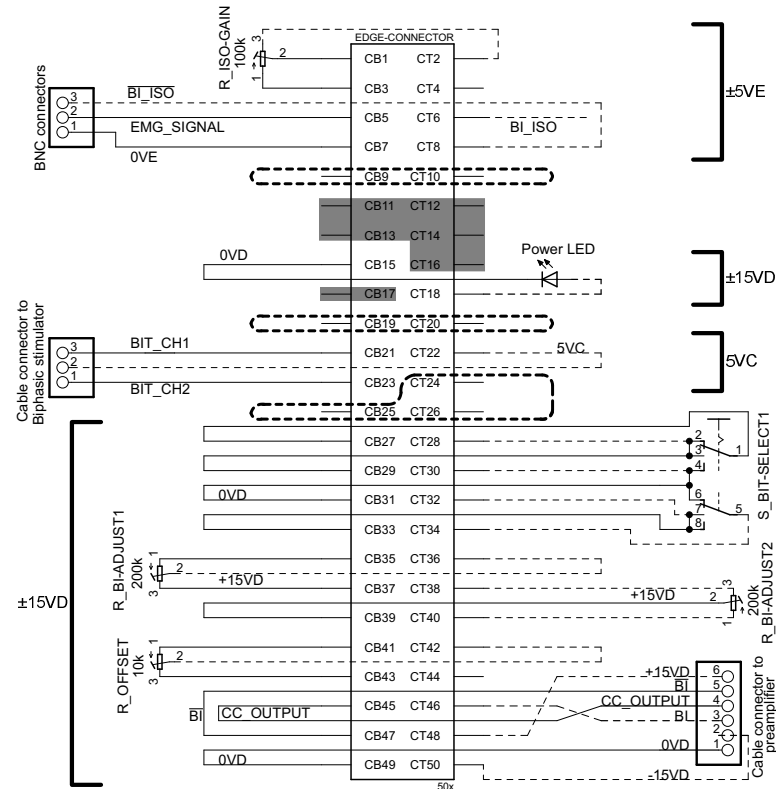 EDGE-CONNECTOR
R_ISO-GAIN
100k
3
2
1
CB1 CT2
CB3 CT4
±5VE
BNC connectors
3
2
1
BI_ISO
EMG_SIGNAL
0VE
CB5 CT6
BI_ISO
CB7 CT8
CB9 CT10
CB11 CT12
CB13 CT14
0VD
CB15 CT16
Power LED
±15VD
CB17 CT18
CB19 CT20
Cable connector to
Biphasic stimulator
3
2
1
BIT_CH1
BIT_CH2
CB21 CT22
5VC
5VC
CB23 CT24
CB25 CT26
CB27 CT28
2
3
1
4
CB29 CT30
S_BIT-SELECT1
0VD
CB31 CT32
6
7
5
8
CB33 CT34
±15VD
R_BI-ADJUST1
200k
1
2
3
CB35 CT36
+15VD
CB37 CT38
+15VD
3
2
1
200k
R_BI-ADJUST2
CB39 CT40
R_OFFSET
10k
1
2
3
CB41 CT42
CB43 CT44
+15VD
BI
CC_OUTPUT
BI
0VD
-15VD
6
5
4
3
2
1
Cable connector to
preamplifier
BI
CC_OUTPUT
CB45 CT46
CB47 CT48
0VD
CB49 CT50
50x